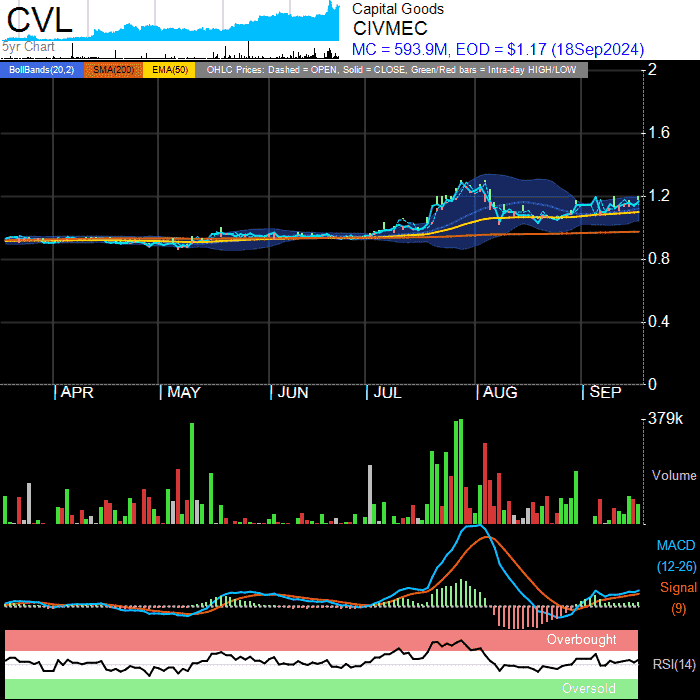 CVL
5yr Chart
Capital Goods
CIVMEC
MC = 593.9M, EOD = $1.17 (18Sep2024)
BollBands(20,2) SMA(200) EMA(50) OHLC Prices: Dashed = OPEN, Solid = CLOSE, Green/Red bars = Intra-day HIGH/LOW
2
1.6
1.2
0.8
0.4
0
APR MAY JUN JUL AUG SEP
379k
Volume
MACD
(12-26)
Signal
(9)
Overbought
RSI(14)
Oversold